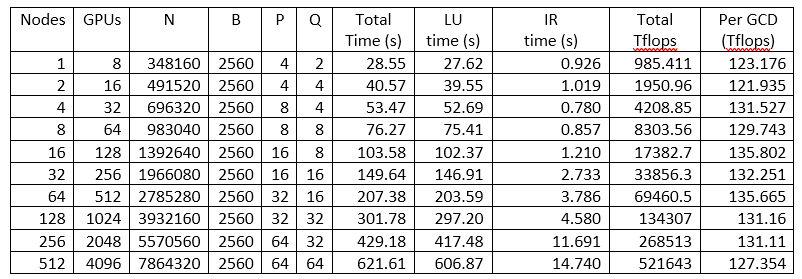 Nodes GPUs N B P Q Total Time (s) LU time (s) IR time (s) Total Tflops Per GCD (Tflops)
1 8 348160 2560 4 2 28.55 27.62 0.926 985.411 123.176
2 16 491520 2560 4 4 40.57 39.55 1.019 1950.96 121.935
4 32 696320 2560 8 4 53.47 52.69 0.780 4208.85 131.527
8 64 983040 2560 8 8 76.27 75.41 0.857 8303.56 129.743
16 128 1392640 2560 16 8 103.58 102.37 1.210 17382.7 135.802
32 256 1966080 2560 16 16 149.64 146.91 2.733 33856.3 132.251
64 512 2785280 2560 32 16 207.38 203.59 3.786 69460.5 135.665
128 1024 3932160 2560 32 32 301.78 297.20 4.580 134307 131.16
256 2048 5570560 2560 64 32 429.18 417.48 11.691 268513 131.11
512 4096 7864320 2560 64 64 621.61 606.87 14.740 521643 127.354